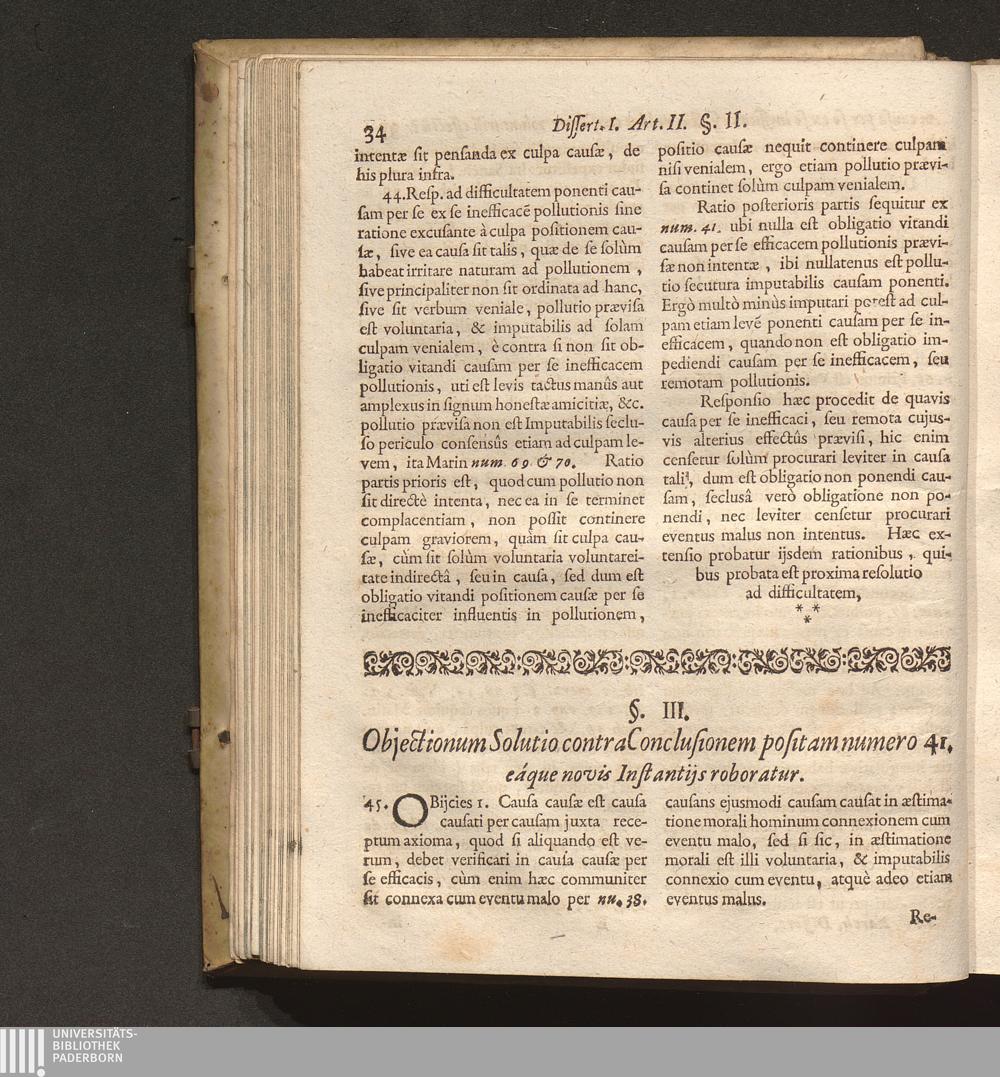 34
Dissert. I. Art. II. §. II.
intentæ sit pensanda ex culpa causæ, de
his plura infra.
44. Resp. ad difficultatem ponenti cau-
sam per se ex se inefficacē pollutionis sine
ratione excusante à culpa positionem cau-
sæ, sive ea causa sit talis, quæ de se solùm
habeat irritare naturam ad pollutionem,
sive principaliter non sit ordinata ad hanc,
sive sit verbum veniale, pollutio prævisa
est voluntaria, & imputabilis ad solam
culpam venialem, è contra si non sit ob-
ligatio vitandi causam per se inefficacem
pollutionis, uti est levis tactus manûs aut
amplexus in signum honestæ amicitiæ, &c.
pollutio prævisa non est Imputabilis seclu-
so periculo consensûs etiam ad culpam le-
vem, ita Marin num. 69. & 70. Ratio
partis prioris est, quod cum pollutio non
sit directè intenta, nec ea in se terminet
complacentiam, non possit continere
culpam graviorem, quàm sit culpa cau-
sæ, cùm sit solùm voluntaria voluntarei-
tate indirectâ, seu in causa, sed dum est
obligatio vitandi positionem causæ per se
inefficaciter influentis in pollutionem,
positio causæ nequit continere culpam
nisi venialem, ergo etiam pollutio prævi-
sa continet solùm culpam venialem.
Ratio posterioris partis sequitur ex
num. 41. ubi nulla est obligatio vitandi
causam per se efficacem pollutionis prævi-
sæ non intentæ, ibi nullatenus est pollu-
tio secutura imputabilis causam ponenti.
Ergò multò minùs imputari potest ad cul-
pam etiam levē ponenti causam per se in-
efficacem, quando non est obligatio im-
pediendi causam per se inefficacem, seu
remotam pollutionis.
Responsio hæc procedit de quavis
causa per se inefficaci, seu remota cujus-
vis alterius effectûs prævisi, hic enim
censetur solùm procurari leviter in causa
tali, dum est obligatio non ponendi cau-
sam, seclusâ verò obligatione non po-
nendi, nec leviter censetur procurari
eventus malus non intentus. Hæc ex-
tensio probatur ijsdem rationibus, qui-
bus probata est proxima resolutio
ad difficultatem,
* * *
§. III.
Objectionum Solutio contra Conclusionem positam numero 41.
eáque novis Instantijs roboratur.
45. OBijcies 1. Causa causæ est causa
causati per causam juxta rece-
ptum axioma, quod si aliquando est ve-
rum, debet verificari in causa causæ per
se efficacis, cùm enim hæc communiter
sit connexa cum eventu malo per nu. 38.
causans ejusmodi causam causat in æstima-
tione morali hominum connexionem cum
eventu malo, sed si sic, in æstimatione
morali est illi voluntaria, & imputabilis
connexio cum eventu, atquè adeo etiam
eventus malus.
Re-
UNIVERSITÄTS-
BIBLIOTHEK
PADERBORN